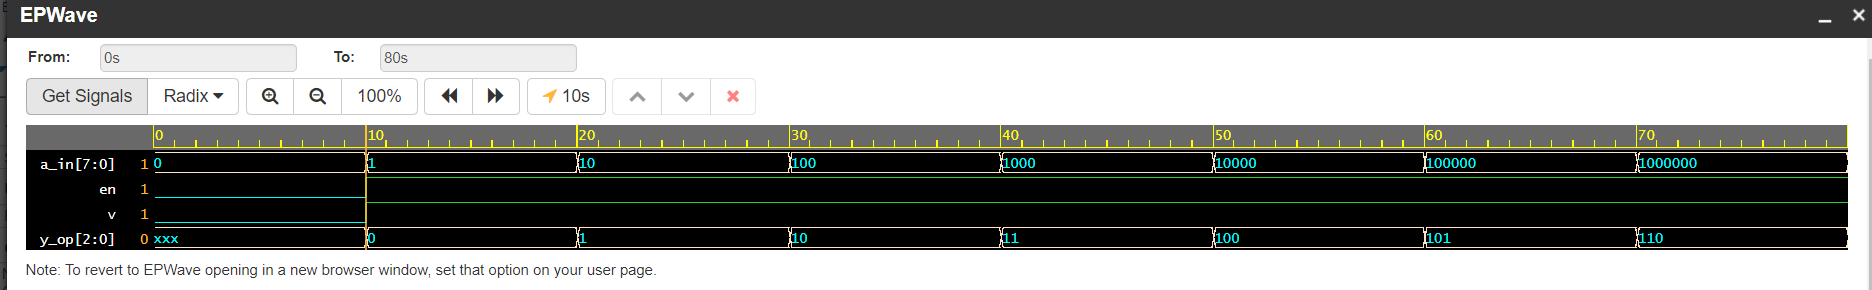 EPWave
From: 0s To: 80s
Get Signals Radix 100% 10s
0 10 20 30 40 50 60 70
a_in[7:0] 1 0 1 10 100 1000 10000 100000 1000000
en 1
v 1
y_op[2:0] 0 xxx 0 1 10 11 100 101 110
Note: To revert to EPWave opening in a new browser window, set that option on your user page.